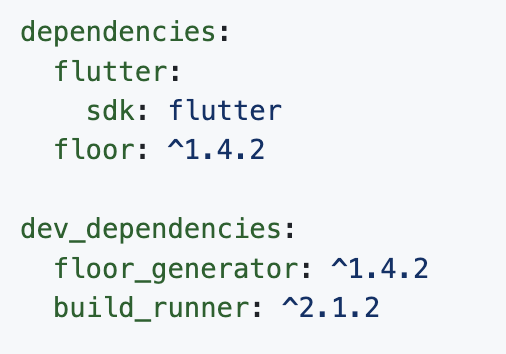 dependencies:
  flutter:
    sdk: flutter
  floor: ^1.4.2

dev_dependencies:
  floor_generator: ^1.4.2
  build_runner: ^2.1.2